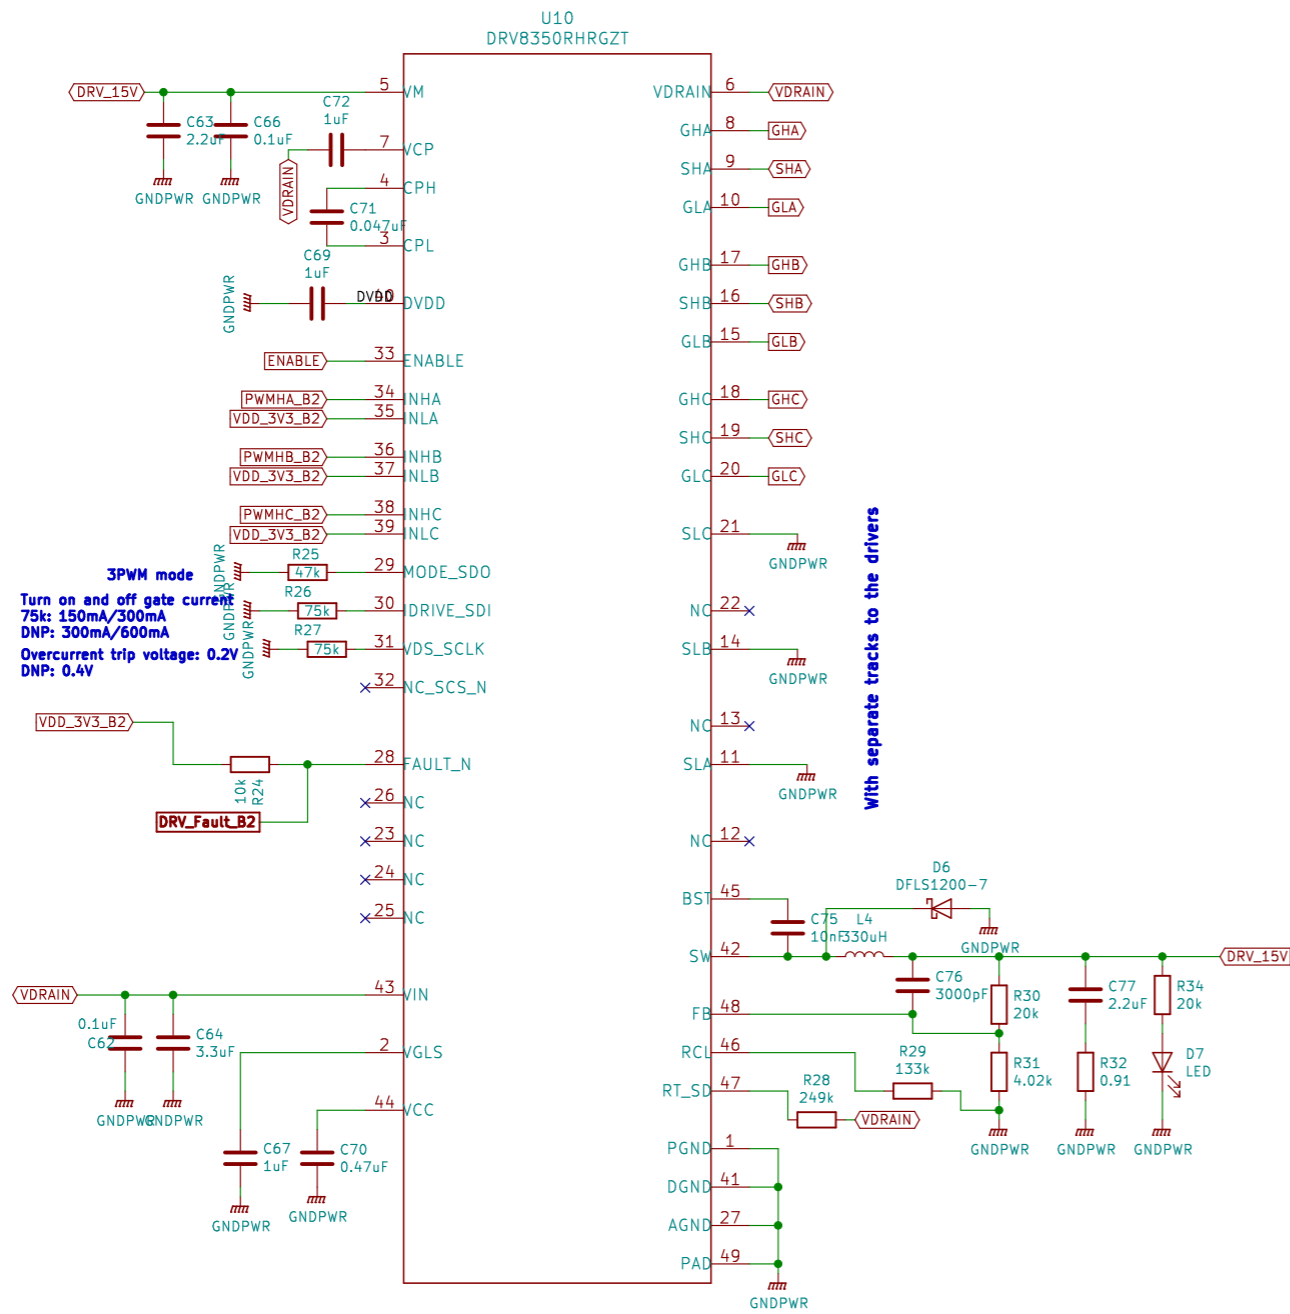 U10
DRV8350RHRGZT
DRV_15V
5
VM
C63
2.2uF
GNDPWR
C66
0.1uF
GNDPWR
C72
1uF
7
VCP
VDRAIN
4
CPH
C71
0.047uF
3
CPL
C69
1uF
GNDPWR
DVDD
40
DVDD
ENABLE
33
ENABLE
PWMHA_B2
34
INHA
VDD_3V3_B2
35
INLA
PWMHB_B2
36
INHB
VDD_3V3_B2
37
INLB
PWMHC_B2
38
INHC
VDD_3V3_B2
39
INLC
GNDPWR
R25
47k
29
MODE_SDO
GNDPWR
R26
75k
30
IDRIVE_SDI
GNDPWR
R27
75k
31
VDS_SCLK
3PWM mode
Turn on and off gate current
75k: 150mA/300mA
DNP: 300mA/600mA
Overcurrent trip voltage: 0.2V
DNP: 0.4V
32
NC_SCS_N
VDD_3V3_B2
10k
R24
28
FAULT_N
DRV_Fault_B2
26
NC
23
NC
24
NC
25
NC
VDRAIN
43
VIN
0.1uF
C62
GNDPWR
C64
3.3uF
GNDPWR
2
VGLS
C67
1uF
GNDPWR
44
VCC
C70
0.47uF
GNDPWR
VDRAIN
6
VDRAIN
GHA
8
GHA
SHA
9
SHA
GLA
10
GLA
GHB
17
GHB
SHB
16
SHB
GLB
15
GLB
GHC
18
GHC
SHC
19
SHC
GLC
20
GLC
SLC
21
GNDPWR
NC
22
SLB
14
GNDPWR
NC
13
SLA
11
GNDPWR
NC
12
With separate tracks to the drivers
BST
45
C75
10nF
SW
42
L4
330uH
D6
DFLS1200-7
GNDPWR
DRV_15V
C76
3000pF
FB
48
R30
20k
R31
4.02k
GNDPWR
C77
2.2uF
R32
0.91
GNDPWR
R34
20k
D7
LED
GNDPWR
RCL
46
R29
133k
RT_SD
47
R28
249k
VDRAIN
PGND
1
DGND
41
AGND
27
PAD
49
GNDPWR